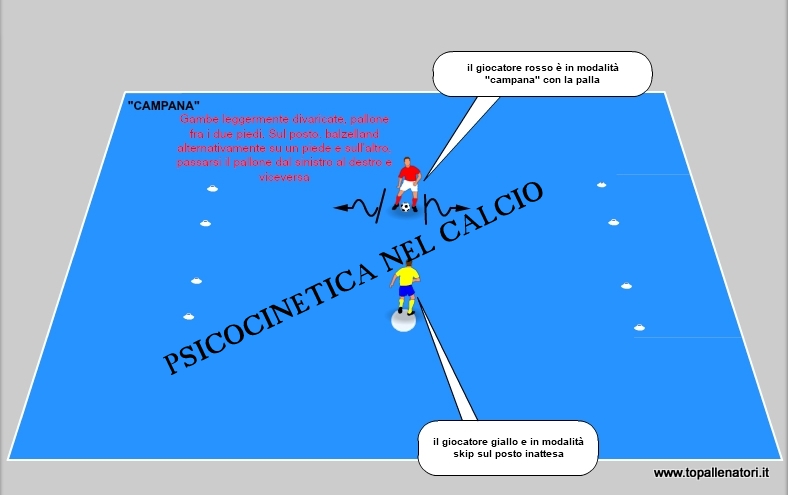 il giocatore rosso è in modalità
"campana" con la palla
"CAMPANA"
Gambe leggermente divaricate, pallone
fra i due piedi. Sul posto, balzelland
alternativamente su un piede e sull'altro,
passarsi il pallone dal sinistro al destro e
viceversa
PSICOCINETICA NEL CALCIO
il giocatore giallo e in modalità
skip sul posto inattesa
www.topallenatori.it